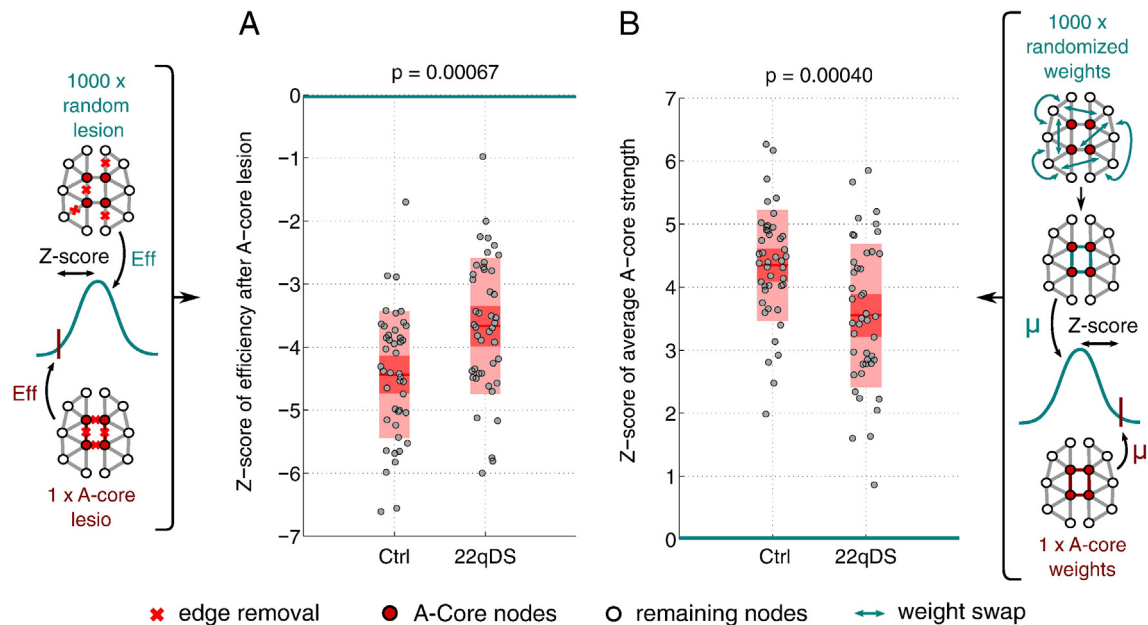 A
B
1000 x
random
lesion
Eff
Z-score
Eff
1 x A-core
lesio
p = 0.00067
Z-score of efficiency after A-core lesion
0
−1
−2
−3
−4
−5
−6
−7
Ctrl
22qDS
p = 0.00040
Z-score of average A-core strength
7
6
5
4
3
2
1
0
Ctrl
22qDS
1000 x
randomized
weights
μ
Z-score
μ
1 x A-core
weights
edge removal
A-Core nodes
remaining nodes
weight swap